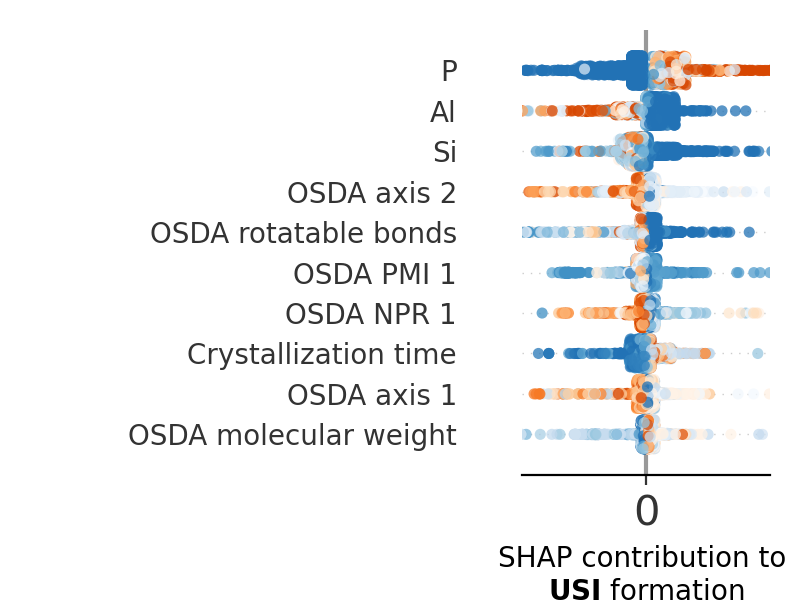 P
Al
Si
OSDA axis 2
OSDA rotatable bonds
OSDA PMI 1
OSDA NPR 1
Crystallization time
OSDA axis 1
OSDA molecular weight
0
SHAP contribution to
USI formation